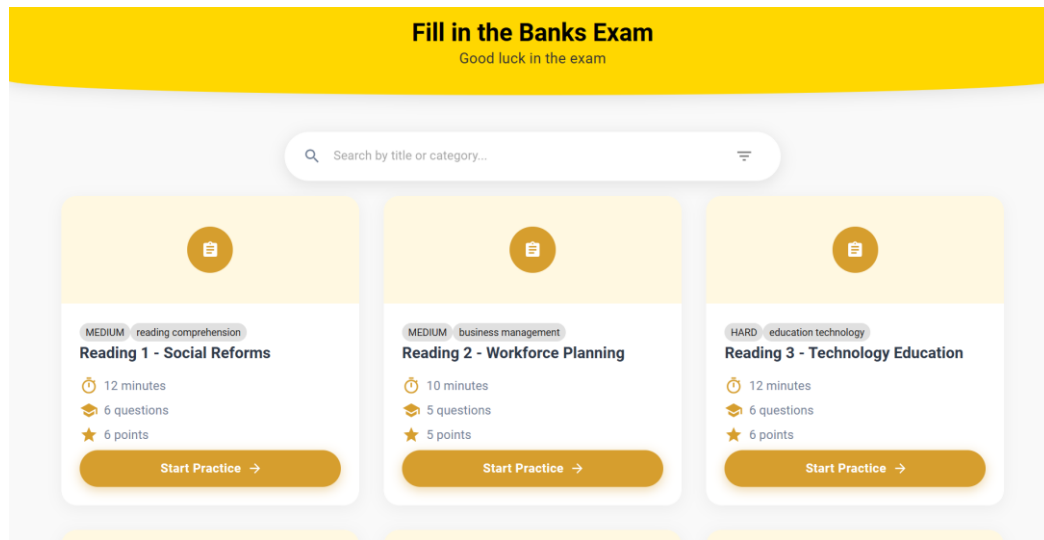 Fill in the Banks Exam
Good luck in the exam
Search by title or category...
MEDIUM reading comprehension
Reading 1 - Social Reforms
12 minutes
6 questions
6 points
Start Practice →
MEDIUM business management
Reading 2 - Workforce Planning
10 minutes
5 questions
5 points
Start Practice →
HARD education technology
Reading 3 - Technology Education
12 minutes
6 questions
6 points
Start Practice →